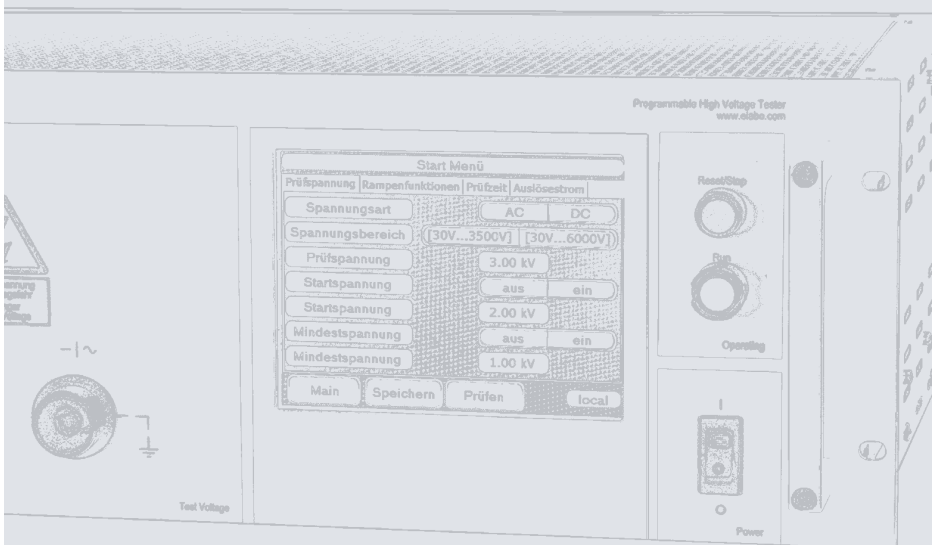 Programmable High Voltage Tester
www.elabo.com
Start Menü
Prüfspannung Rampenfunktionen Prüfzeit Auslösestrom
Spannungsart AC DC
Spannungsbereich [30V...3500V] [30V...6000V]
Prüfspannung 3.00 kV
Startspannung aus ein
Startspannung 2.00 kV
Mindestspannung aus ein
Mindestspannung 1.00 kV
Main Speichern Prüfen local
Reset/Stop
Run
Operating
I
O
Power
Test Voltage